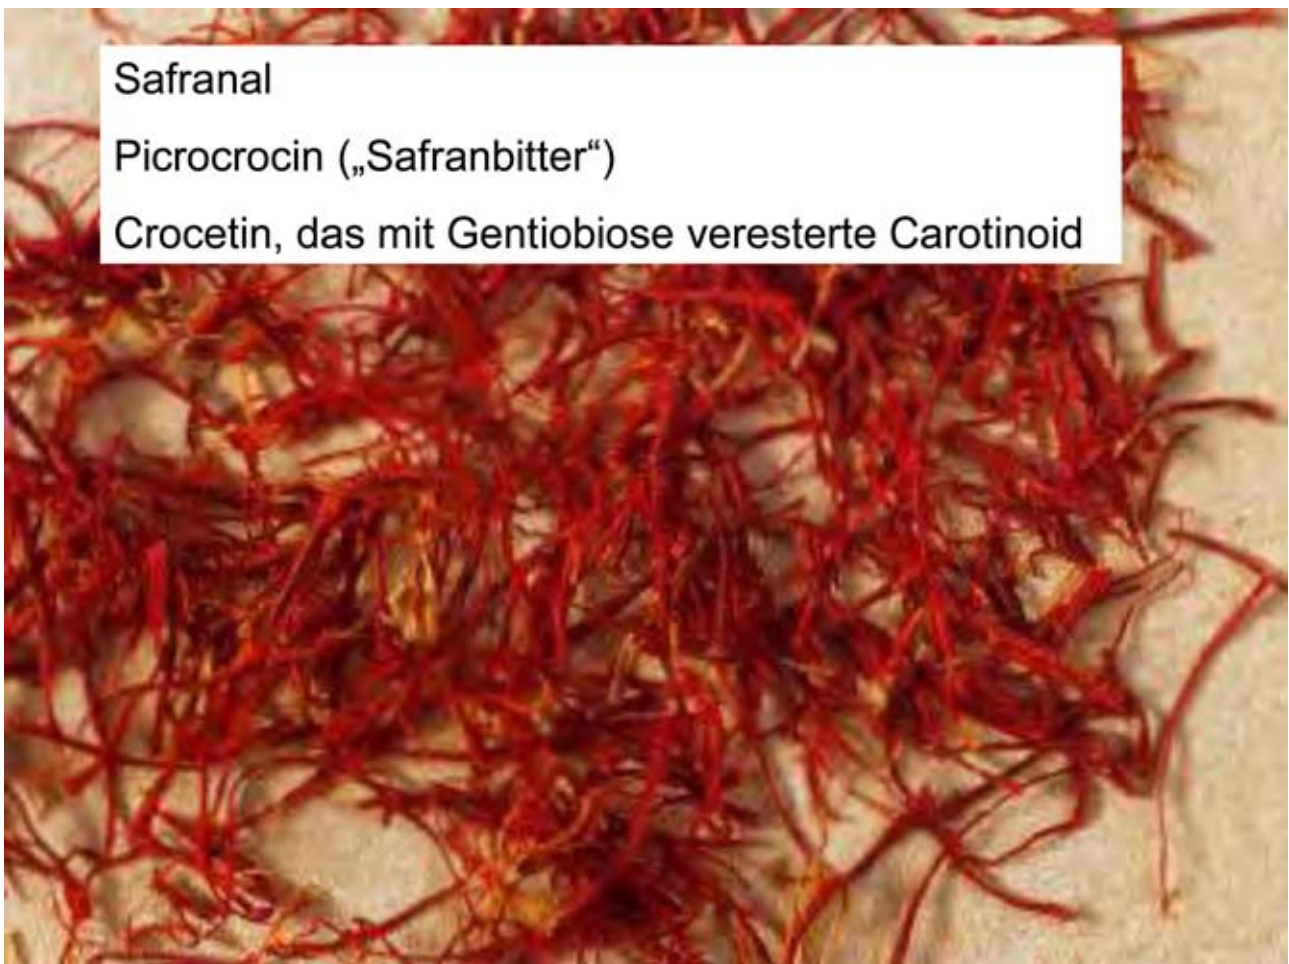 Safranal
Picrocrocin („Safranbitter“)
Crocetin, das mit Gentiobiose veresterte Carotinoid